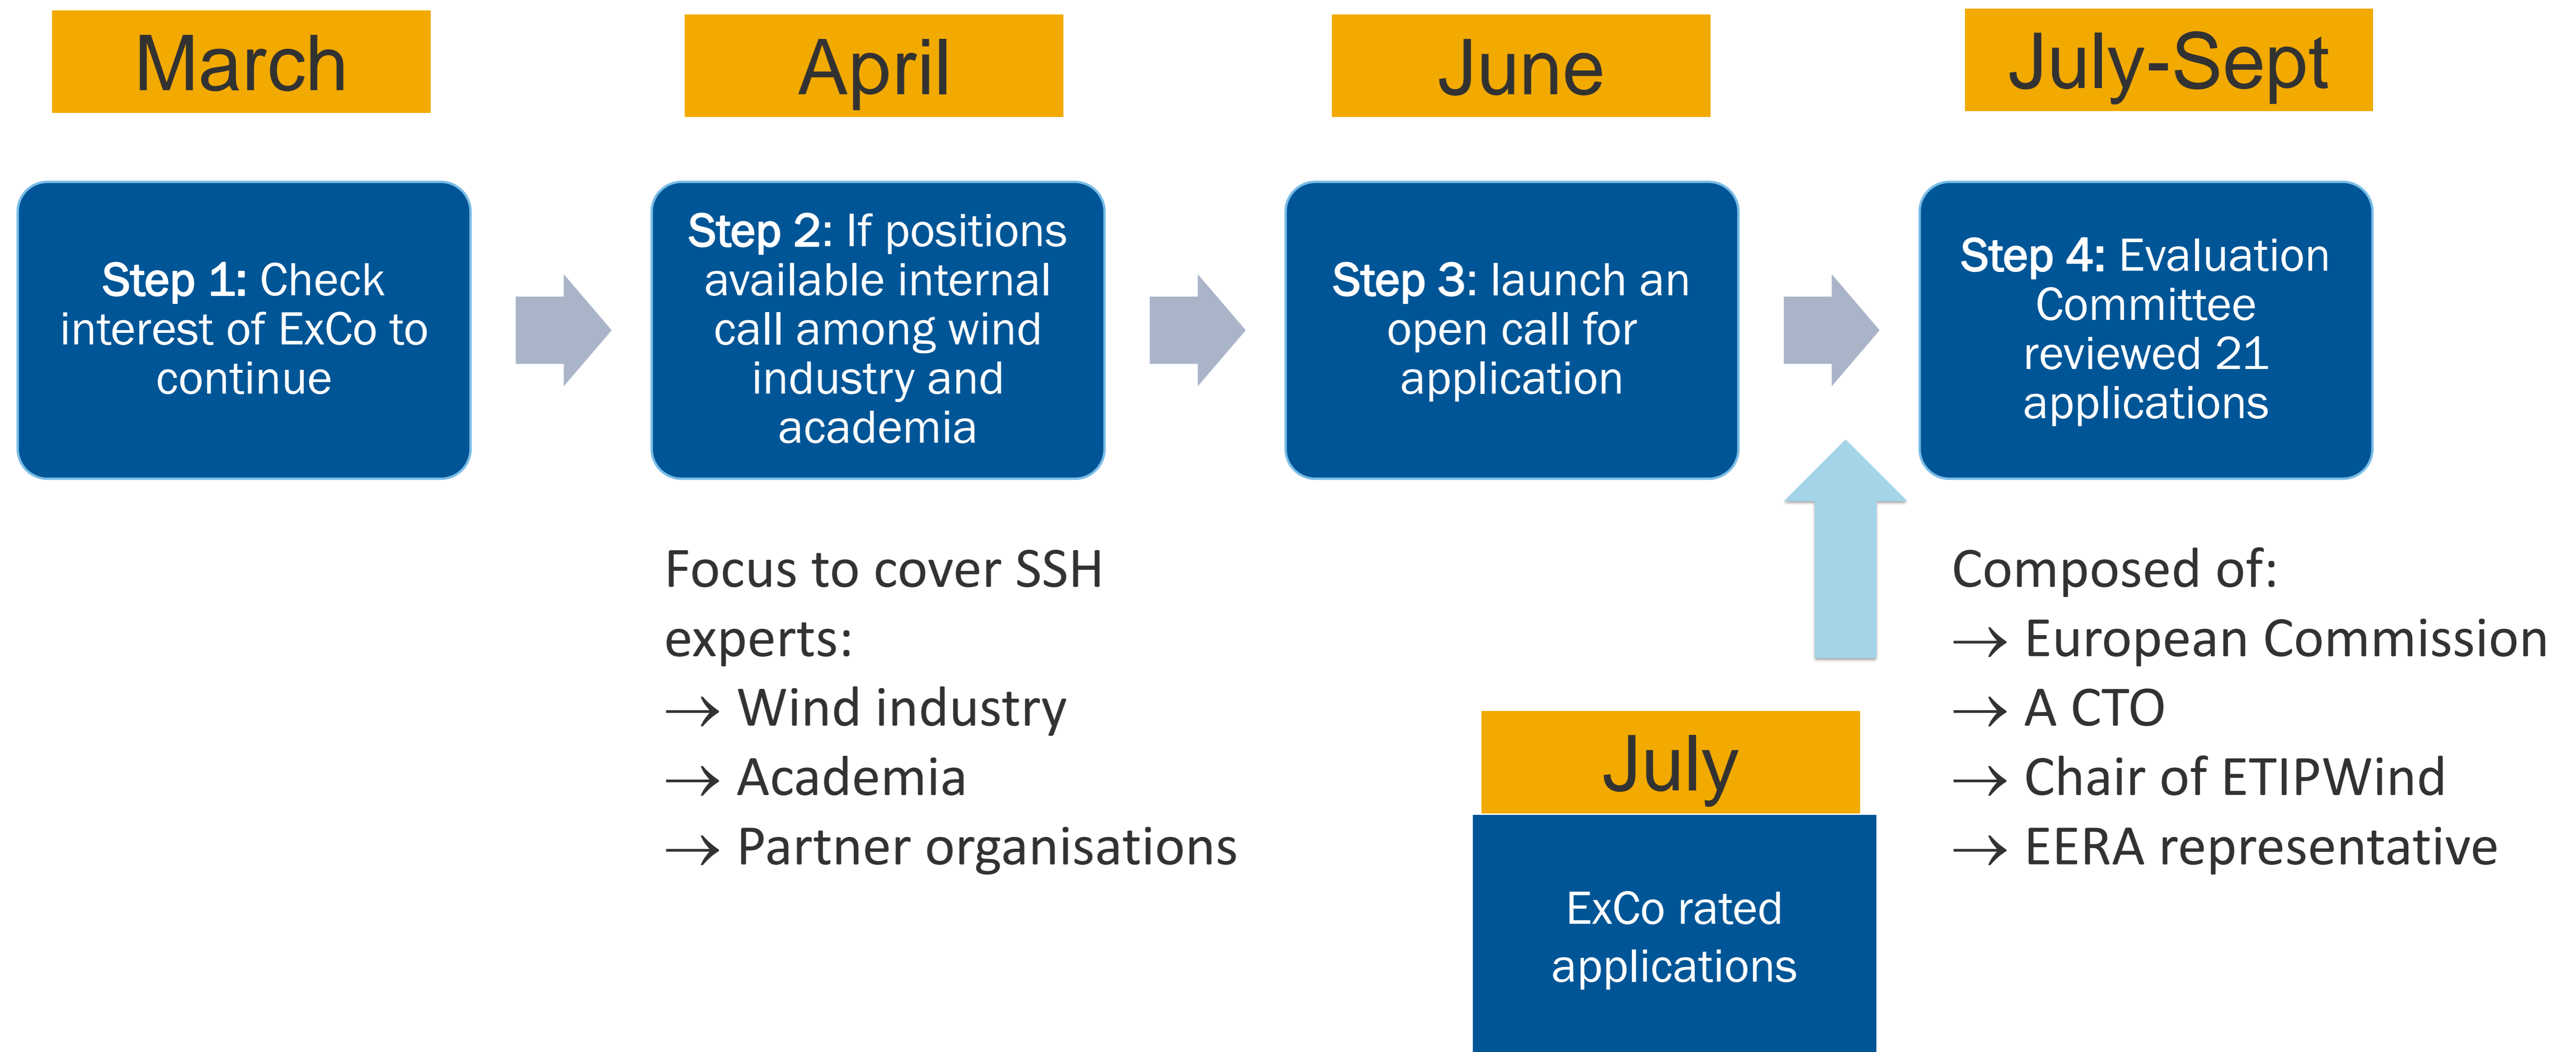 March
April
June
July-Sept
Step 1: Check
interest of ExCo to
continue
Step 2: If positions
available internal
call among wind
industry and
academia
Step 3: launch an
open call for
application
Step 4: Evaluation
Committee
reviewed 21
applications
Focus to cover SSH
experts:
→ Wind industry
→ Academia
→ Partner organisations
July
ExCo rated
applications
Composed of:
→ European Commission
→ A CTO
→ Chair of ETIPWind
→ EERA representative